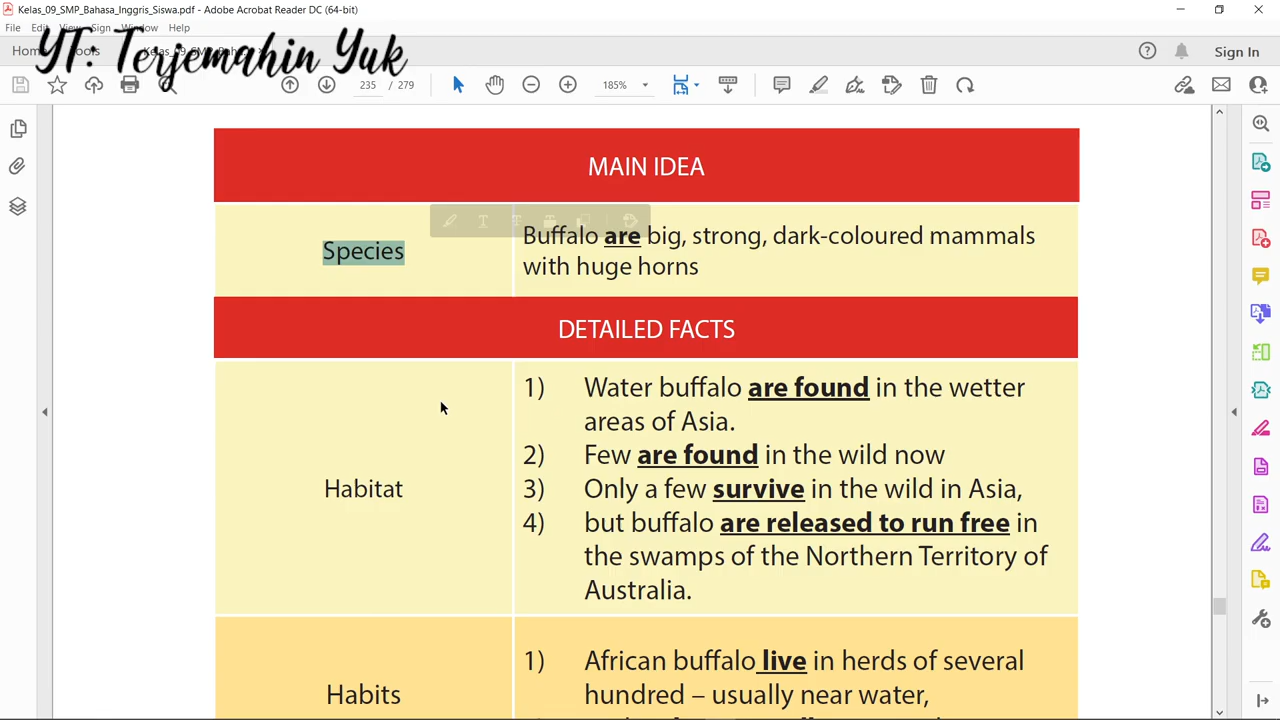 Kelas_09_SMP_Bahasa_Inggris_Siswa.pdf - Adobe Acrobat Reader DC (64-bit)
File Edit View Sign Window Help
YT: Terjemahin Yuk
Home Tools
Sign In
235 / 279
185%
MAIN IDEA
Species
Buffalo are big, strong, dark-coloured mammals
with huge horns
DETAILED FACTS
Habitat
1) Water buffalo are found in the wetter
areas of Asia.
2) Few are found in the wild now
3) Only a few survive in the wild in Asia,
4) but buffalo are released to run free in
the swamps of the Northern Territory of
Australia.
Habits
1) African buffalo live in herds of several
hundred – usually near water,